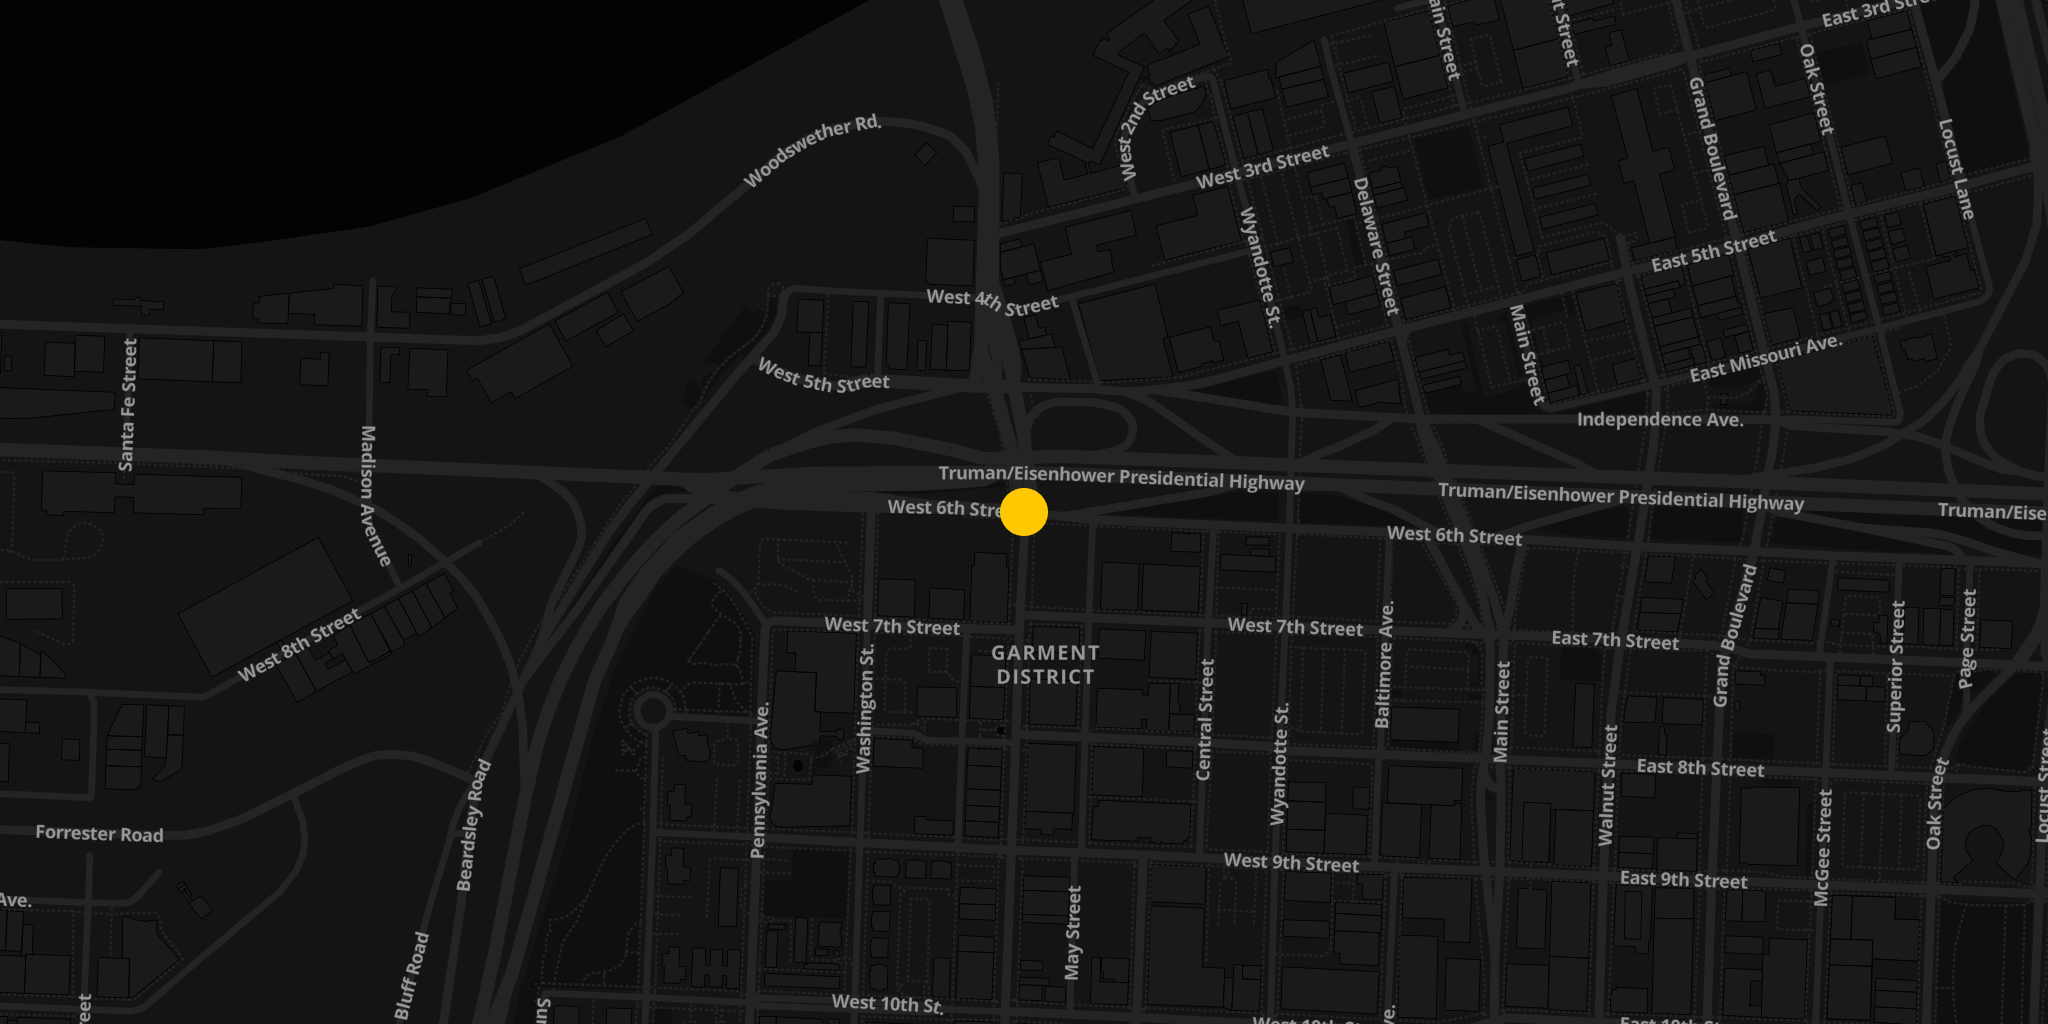 East 3rd
Woodswether Rd.
West 2nd Street
West 3rd Street
Oak Street
Grand Boulevard
Locust Lane
Delaware Street
Wyandotte St.
East 5th Street
West 4th Street
Main Street
Santa Fe Street
West 5th Street
East Missouri Ave.
Independence Ave.
Madison Avenue
Truman/Eisenhower Presidential Highway
Truman/Eisenhower Presidential Highway
West 6th
West 6th Street
West 7th Street
West 7th Street
East 7th Street
GARMENT
DISTRICT
West 8th Street
Washington St.
Pennsylvania Ave.
Central Street
Wyandotte St.
Baltimore Ave.
Main Street
Walnut Street
Grand Boulevard
Superior Street
Page Street
East 8th Street
McGee Street
Oak Street
Forrester Road
Beardsley Road
West 9th Street
East 9th Street
May Street
Ave.
Bluff Road
West 10th St.